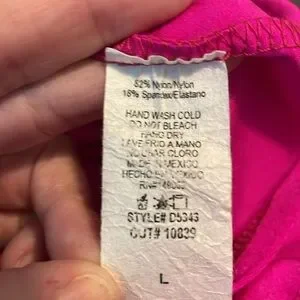 82% Nylon/Nylon
18% Spandex/Elastano
HAND WASH COLD
DO NOT BLEACH
HANG DRY
LAVE FRIO A MANO
NO USAR CLORO
MADE IN MEXICO
HECHO EN MEXICO
STYLE# D5343
CUT# 10839
L